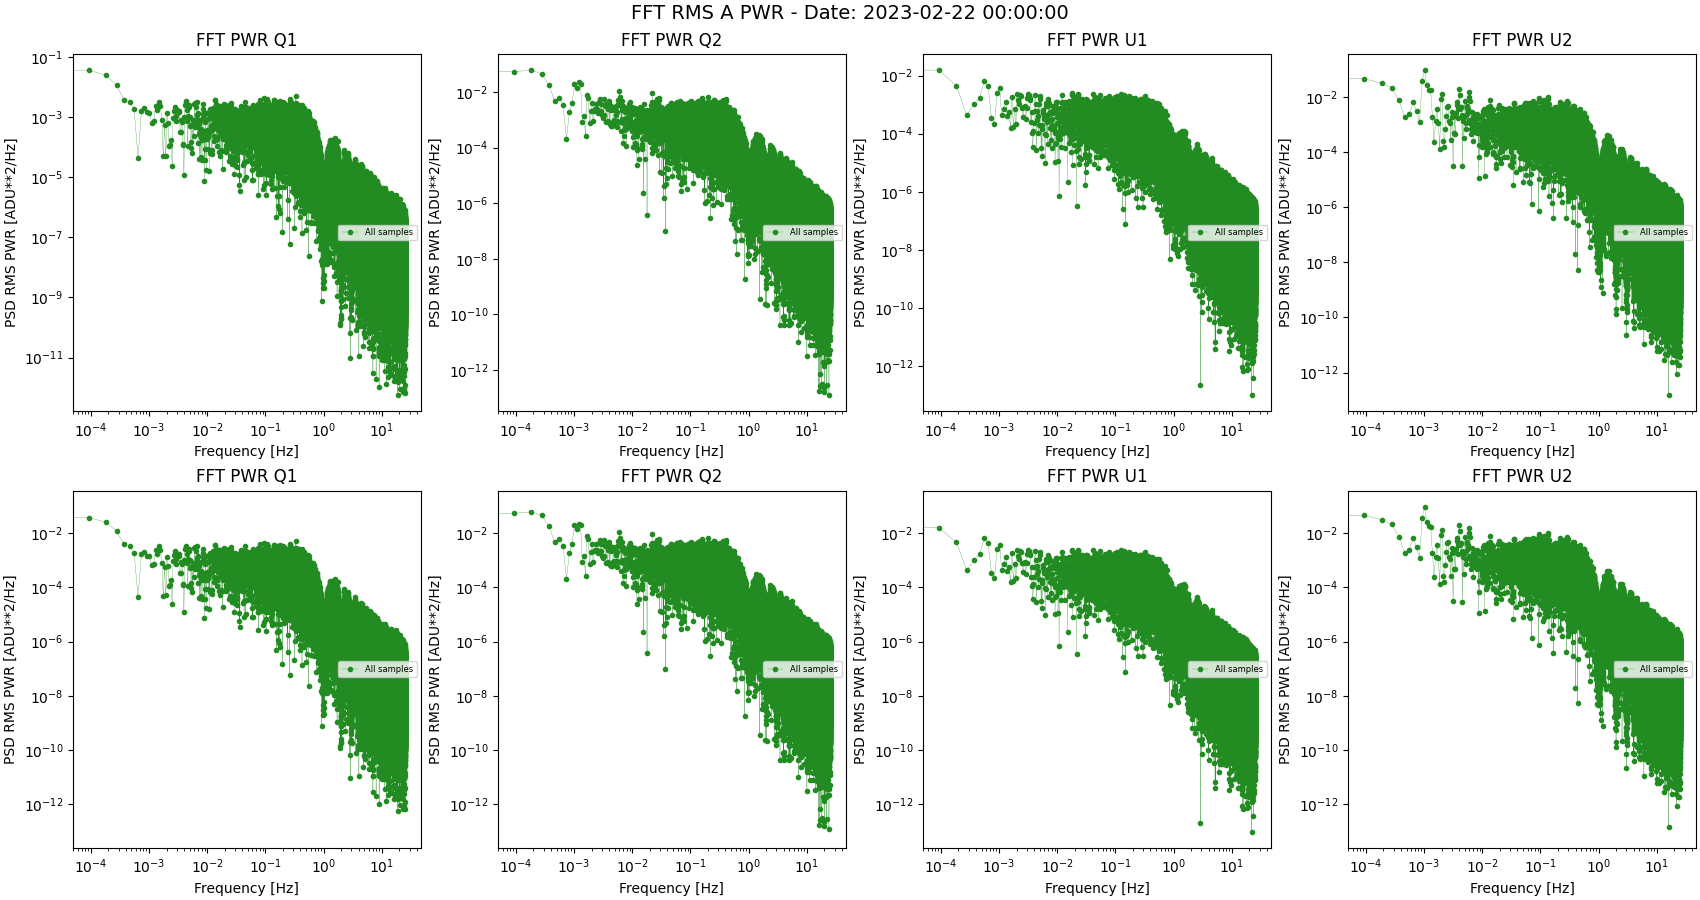 FFT RMS A PWR - Date: 2023-02-22 00:00:00
FFT PWR Q1
FFT PWR Q2
FFT PWR U1
FFT PWR U2
PSD RMS PWR [ADU**2/Hz]
10⁻¹
10⁻³
10⁻⁵
10⁻⁷
10⁻⁹
10⁻¹¹
All samples
10⁻⁴ 10⁻³ 10⁻² 10⁻¹ 10⁰ 10¹
Frequency [Hz]
PSD RMS PWR [ADU**2/Hz]
10⁻²
10⁻⁴
10⁻⁶
10⁻⁸
10⁻¹⁰
10⁻¹²
All samples
10⁻⁴ 10⁻³ 10⁻² 10⁻¹ 10⁰ 10¹
Frequency [Hz]
PSD RMS PWR [ADU**2/Hz]
10⁻²
10⁻⁴
10⁻⁶
10⁻⁸
10⁻¹⁰
10⁻¹²
All samples
10⁻⁴ 10⁻³ 10⁻² 10⁻¹ 10⁰ 10¹
Frequency [Hz]
PSD RMS PWR [ADU**2/Hz]
10⁻²
10⁻⁴
10⁻⁶
10⁻⁸
10⁻¹⁰
10⁻¹²
All samples
10⁻⁴ 10⁻³ 10⁻² 10⁻¹ 10⁰ 10¹
Frequency [Hz]
FFT PWR Q1
FFT PWR Q2
FFT PWR U1
FFT PWR U2
PSD RMS PWR [ADU**2/Hz]
10⁻²
10⁻⁴
10⁻⁶
10⁻⁸
10⁻¹⁰
10⁻¹²
All samples
10⁻⁴ 10⁻³ 10⁻² 10⁻¹ 10⁰ 10¹
Frequency [Hz]
PSD RMS PWR [ADU**2/Hz]
10⁻²
10⁻⁴
10⁻⁶
10⁻⁸
10⁻¹⁰
10⁻¹²
All samples
10⁻⁴ 10⁻³ 10⁻² 10⁻¹ 10⁰ 10¹
Frequency [Hz]
PSD RMS PWR [ADU**2/Hz]
10⁻²
10⁻⁴
10⁻⁶
10⁻⁸
10⁻¹⁰
10⁻¹²
All samples
10⁻⁴ 10⁻³ 10⁻² 10⁻¹ 10⁰ 10¹
Frequency [Hz]
PSD RMS PWR [ADU**2/Hz]
10⁻²
10⁻⁴
10⁻⁶
10⁻⁸
10⁻¹⁰
10⁻¹²
All samples
10⁻⁴ 10⁻³ 10⁻² 10⁻¹ 10⁰ 10¹
Frequency [Hz]